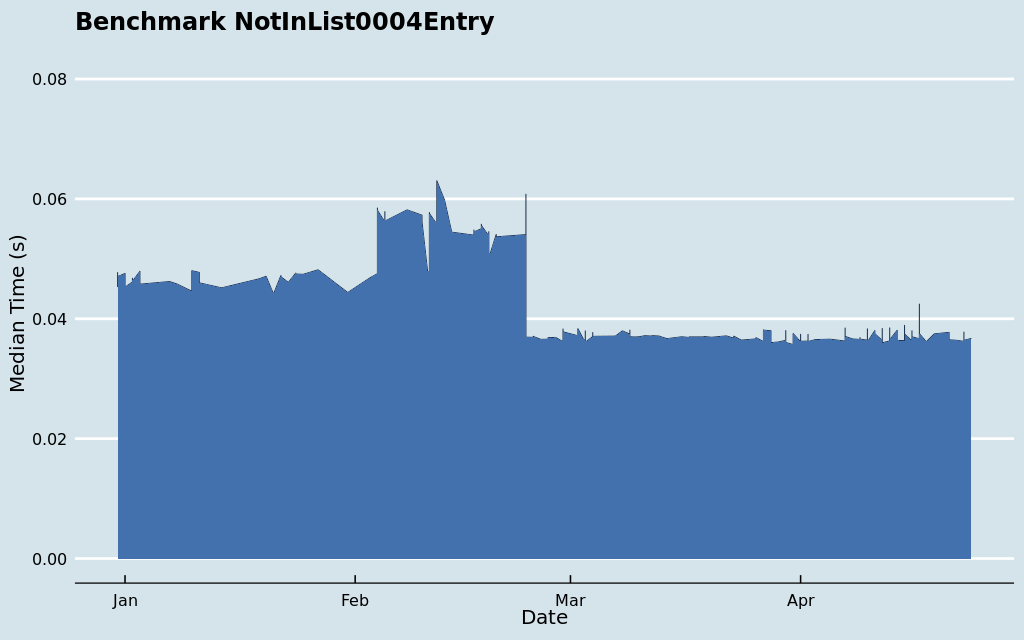 Benchmark NotInList0004Entry
0.08
0.06
0.04
0.02
0.00
Median Time (s)
Jan Feb Mar Apr
Date